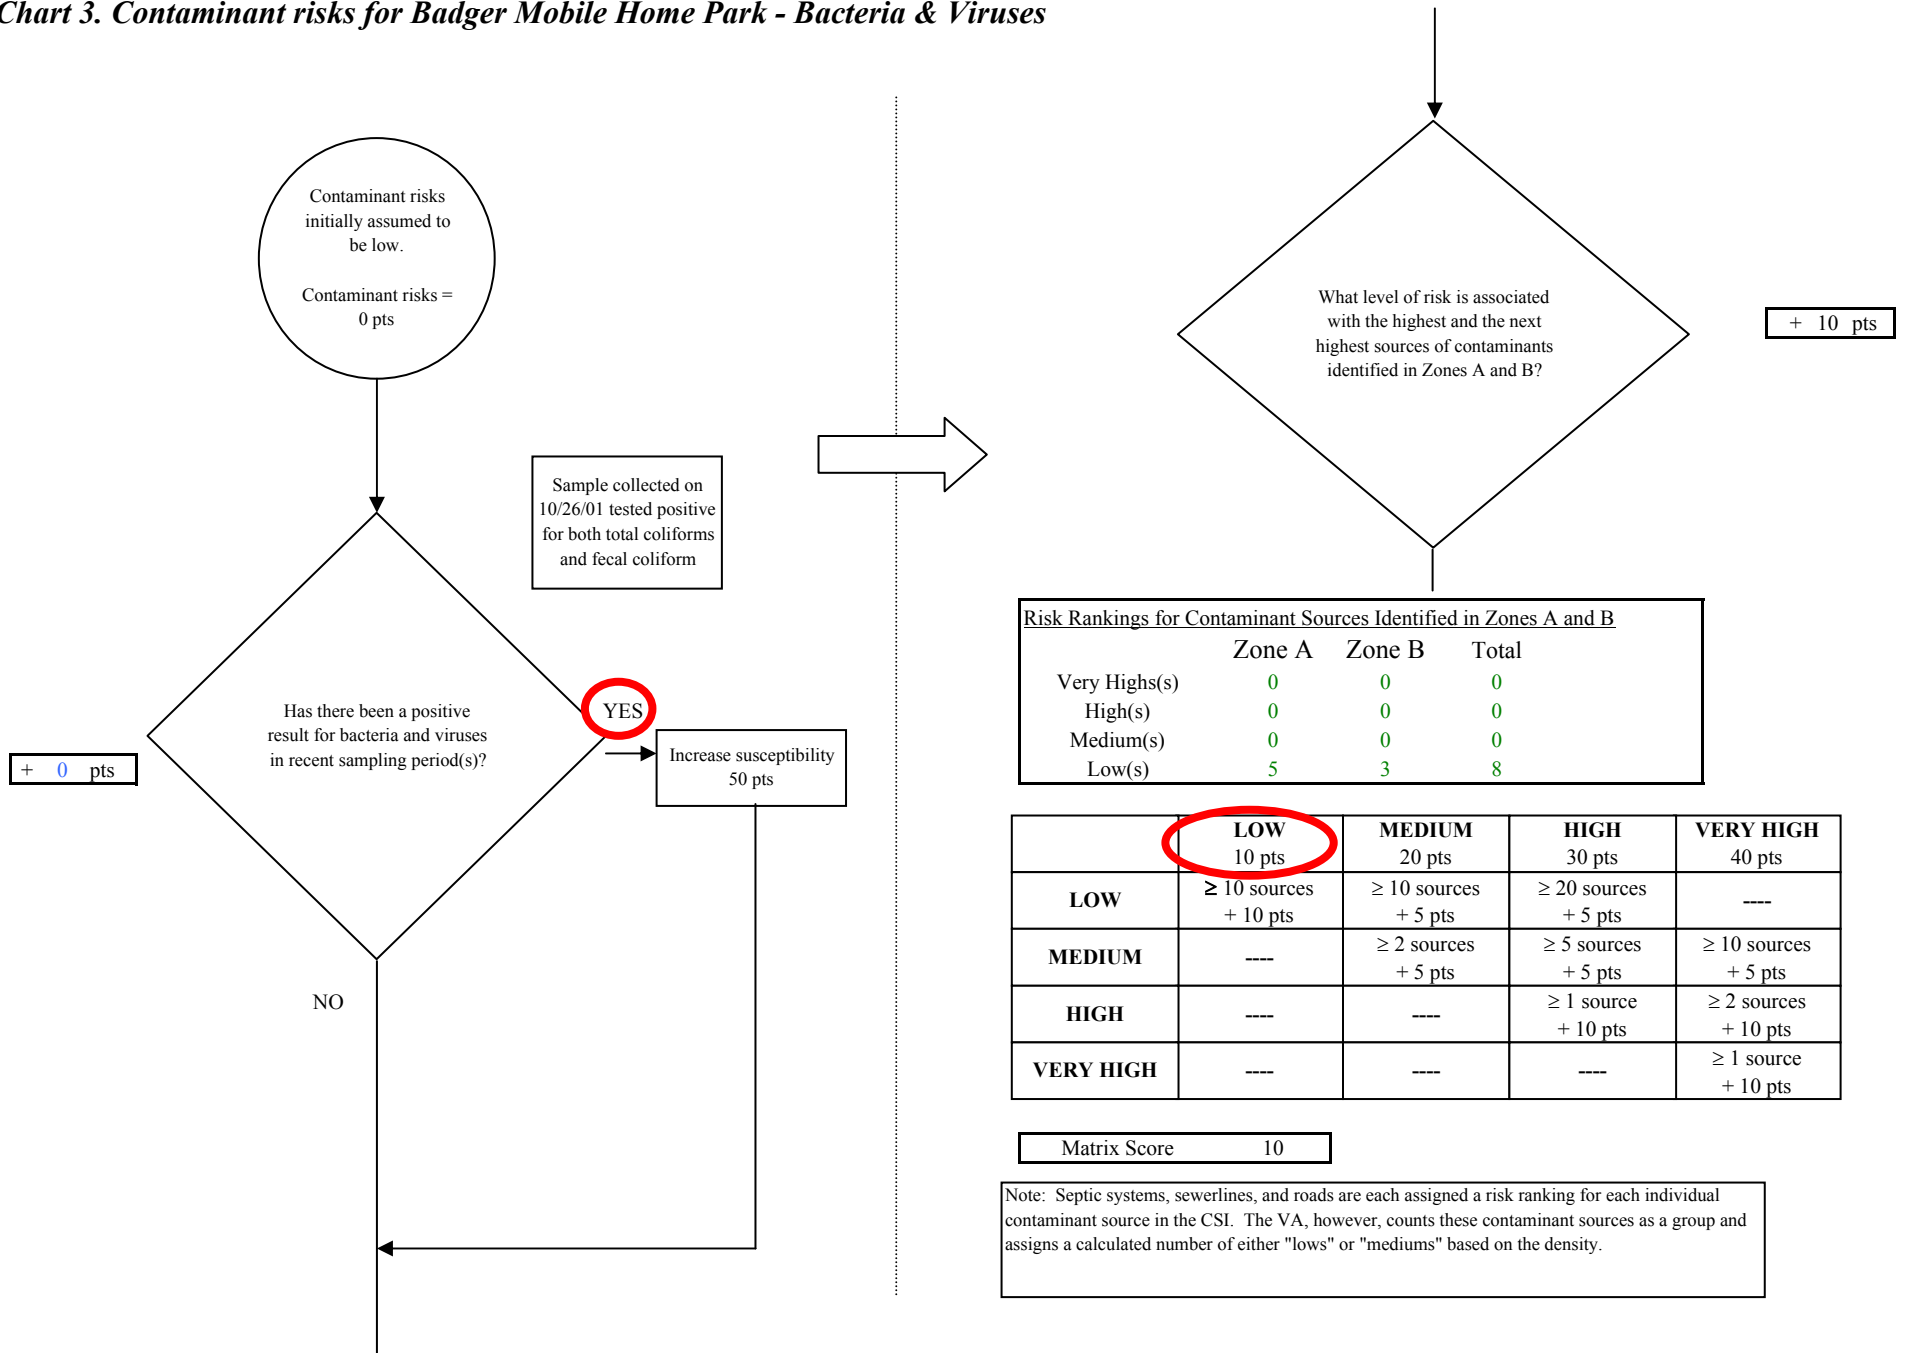 Chart 3. Contaminant risks for Badger Mobile Home Park - Bacteria & Viruses
Contaminant risks
initially assumed to
be low.
Contaminant risks =
0 pts
Sample collected on
10/26/01 tested positive
for both total coliforms
and fecal coliform
Has there been a positive
result for bacteria and viruses
in recent sampling period(s)?
YES
Increase susceptibility
50 pts
+ 0 pts
NO
What level of risk is associated
with the highest and the next
highest sources of contaminants
identified in Zones A and B?
+ 10 pts
Risk Rankings for Contaminant Sources Identified in Zones A and B
Zone A Zone B Total
Very Highs(s) 0 0 0
High(s) 0 0 0
Medium(s) 0 0 0
Low(s) 5 3 8
LOW MEDIUM HIGH VERY HIGH
10 pts 20 pts 30 pts 40 pts
LOW ≥ 10 sources ≥ 10 sources ≥ 20 sources ----
+ 10 pts + 5 pts + 5 pts
MEDIUM ---- ≥ 2 sources ≥ 5 sources ≥ 10 sources
+ 5 pts + 5 pts + 5 pts
HIGH ---- ---- ≥ 1 source ≥ 2 sources
+ 10 pts + 10 pts
VERY HIGH ---- ---- ---- ≥ 1 source
+ 10 pts
Matrix Score 10
Note: Septic systems, sewerlines, and roads are each assigned a risk ranking for each individual
contaminant source in the CSI. The VA, however, counts these contaminant sources as a group and
assigns a calculated number of either "lows" or "mediums" based on the density.